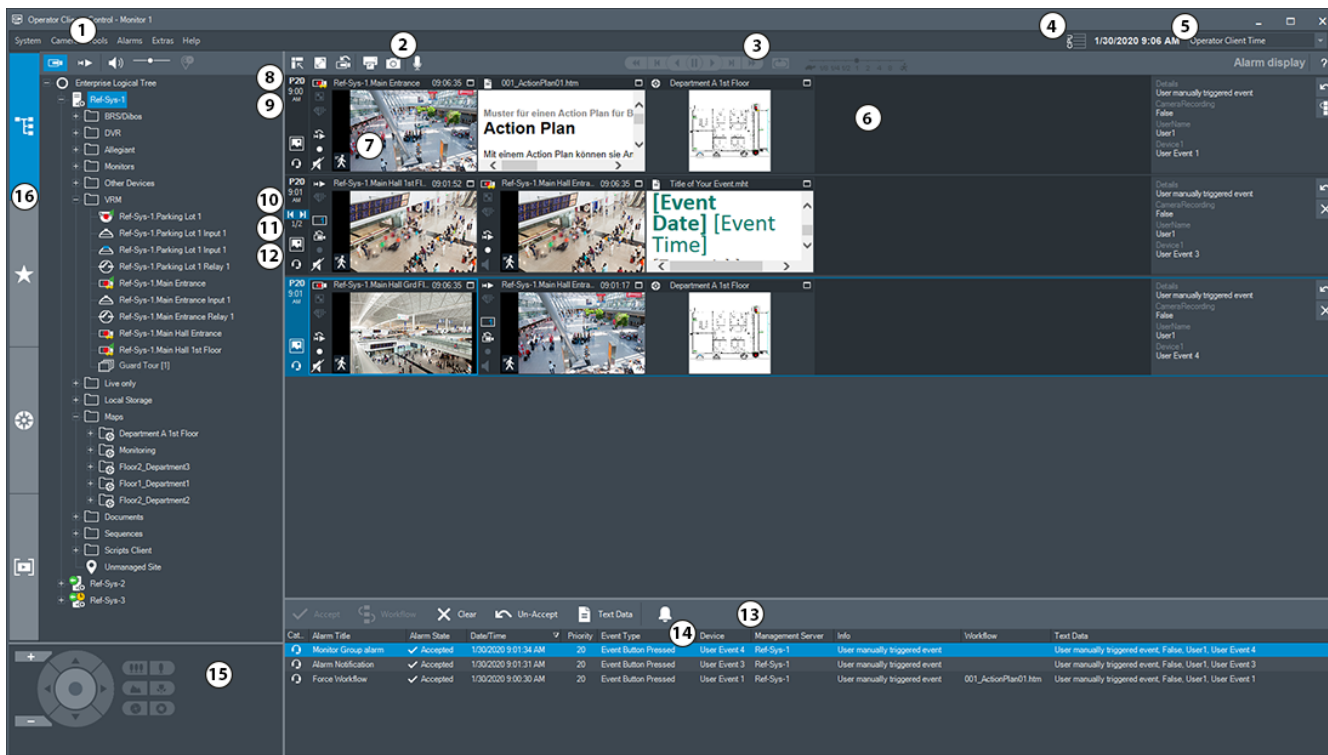 Operator Client
Control - Monitor 1
1
2
3
4
5
System
Tools
Alarms
Extras
Help
1/30/2020 9:06 AM
Operator Client Time
Alarm display
?
Enterprise Logical Tree
Ref-Sys-1
BRS/Dibos
DVR
Allegiant
Monitors
Other Devices
VRM
Ref-Sys-1.Parking Lot 1
Ref-Sys-1.Parking Lot 1 Input 1
Ref-Sys-1.Parking Lot 1 Input 1
Ref-Sys-1.Parking Lot 1 Relay 1
Ref-Sys-1.Main Entrance
Ref-Sys-1.Main Entrance Input 1
Ref-Sys-1.Main Entrance Relay 1
Ref-Sys-1.Main Hall Entrance
Ref-Sys-1.Main Hall 1st Floor
Guard Tour [1]
Live only
Local Storage
Maps
Department A 1st Floor
Monitoring
Floor2_Department3
Floor1_Department1
Floor2_Department2
Documents
Sequences
Scripts Client
Unmanaged Site
Ref-Sys-2
Ref-Sys-3
16
15
8
9
10
11
12
P20
9:00
AM
Ref-Sys-1.Main Entrance 09:06:35
001_ActionPlan01.htm
Department A 1st Floor
7
Muster für einen Action Plan für B
Action Plan
Mit einem Action Plan können sie Ar
6
Details
User manually triggered event
CameraRecording
False
UserName
User1
Device1
User Event 1
P20
9:01
AM
1/2
Ref-Sys-1.Main Hall 1st Fl.. 09:01:52
Ref-Sys-1.Main Hall Entra.. 09:06:35
Title of Your Event.mht
[Event
Date] [Event
Time]
Details
User manually triggered event
CameraRecording
False
UserName
User1
Device1
User Event 3
P20
9:01
AM
Ref-Sys-1.Main Hall Grd Fl.. 09:06:35
Ref-Sys-1.Main Hall Entra.. 09:01:17
Department A 1st Floor
Details
User manually triggered event
CameraRecording
False
UserName
User1
Device1
User Event 4
Accept
Workflow
Clear
Un-Accept
Text Data
13
14
Cat.. Alarm Title Alarm State Date/Time Priority Event Type Device Management Server Info Workflow Text Data
Monitor Group alarm Accepted 1/30/2020 9:01:34 AM 20 Event Button Pressed User Event 4 Ref-Sys-1 User manually triggered event User manually triggered event, False, User1, User Event 4
Alarm Notification Accepted 1/30/2020 9:01:31 AM 20 Event Button Pressed User Event 3 Ref-Sys-1 User manually triggered event User manually triggered event, False, User1, User Event 3
Force Workflow Accepted 1/30/2020 9:00:30 AM 20 Event Button Pressed User Event 1 Ref-Sys-1 User manually triggered event 001_ActionPlan01.htm User manually triggered event, False, User1, User Event 1